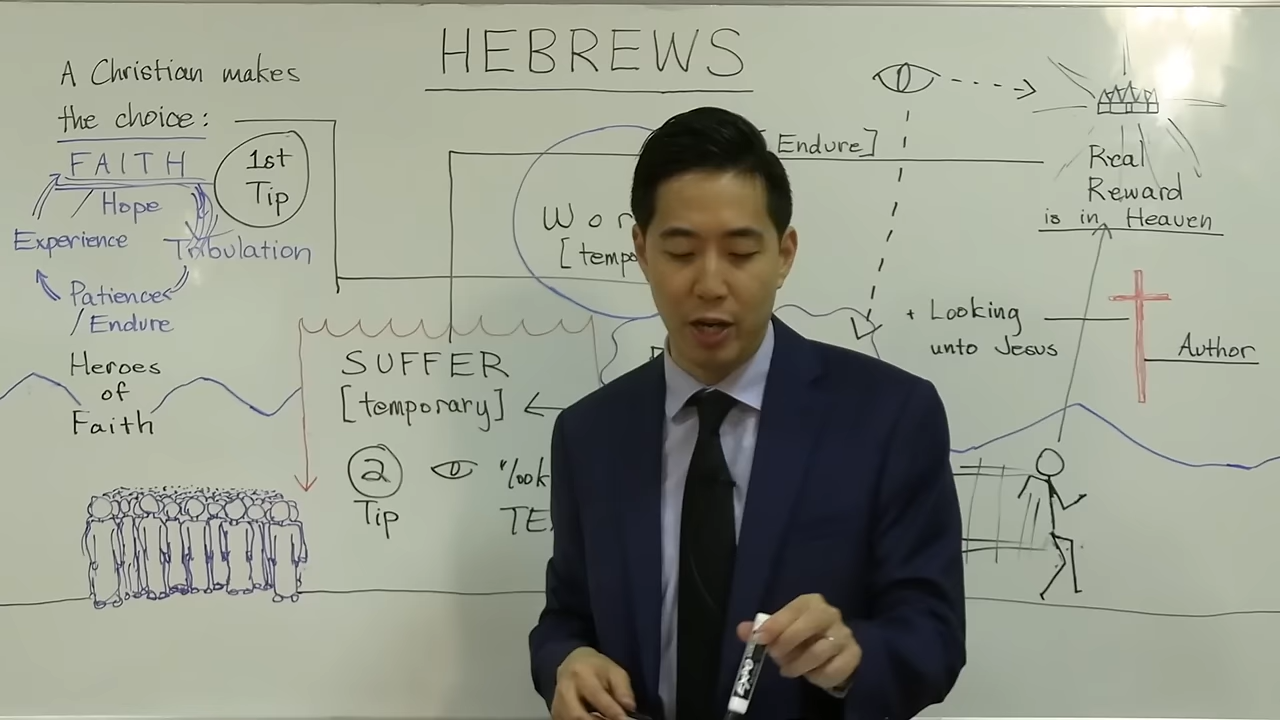 HEBREWS
A Christian makes
the choice:
FAITH
Hope
Experience
Tribulation
Patience
/Endure
1st
Tip
Heroes
of
Faith
Endure]
SUFFER
[temporary]
2
Tip
"look
Real
Reward
is in Heaven
+ Looking
unto Jesus
Author